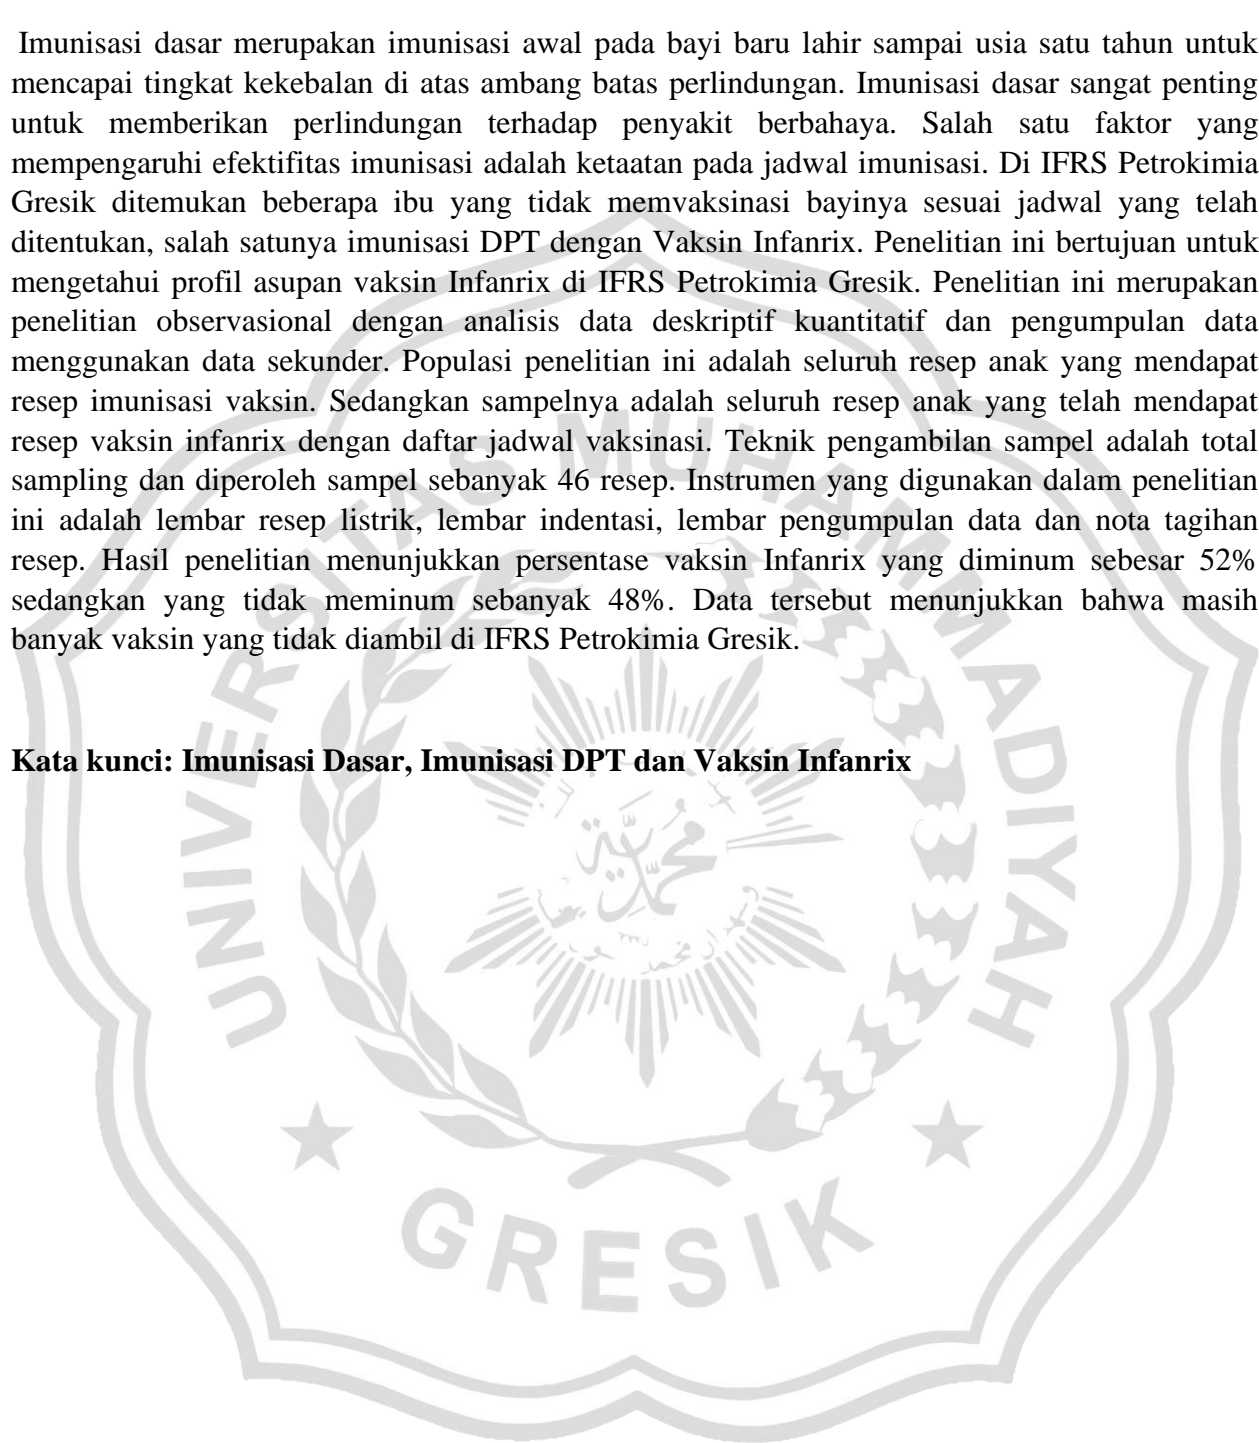 Imunisasi dasar merupakan imunisasi awal pada bayi baru lahir sampai usia satu tahun untuk
mencapai tingkat kekebalan di atas ambang batas perlindungan. Imunisasi dasar sangat penting
untuk memberikan perlindungan terhadap penyakit berbahaya. Salah satu faktor yang
mempengaruhi efektifitas imunisasi adalah ketaatan pada jadwal imunisasi. Di IFRS Petrokimia
Gresik ditemukan beberapa ibu yang tidak memvaksinasi bayinya sesuai jadwal yang telah
ditentukan, salah satunya imunisasi DPT dengan Vaksin Infanrix. Penelitian ini bertujuan untuk
mengetahui profil asupan vaksin Infanrix di IFRS Petrokimia Gresik. Penelitian ini merupakan
penelitian observasional dengan analisis data deskriptif kuantitatif dan pengumpulan data
menggunakan data sekunder. Populasi penelitian ini adalah seluruh resep anak yang mendapat
resep imunisasi vaksin. Sedangkan sampelnya adalah seluruh resep anak yang telah mendapat
resep vaksin infanrix dengan daftar jadwal vaksinasi. Teknik pengambilan sampel adalah total
sampling dan diperoleh sampel sebanyak 46 resep. Instrumen yang digunakan dalam penelitian
ini adalah lembar resep listrik, lembar indentasi, lembar pengumpulan data dan nota tagihan
resep. Hasil penelitian menunjukkan persentase vaksin Infanrix yang diminum sebesar 52%
sedangkan yang tidak meminum sebanyak 48%. Data tersebut menunjukkan bahwa masih
banyak vaksin yang tidak diambil di IFRS Petrokimia Gresik.
Kata kunci: Imunisasi Dasar, Imunisasi DPT dan Vaksin Infanrix
UNIVERSITAS MUHAMMADIYAH
GRESIK